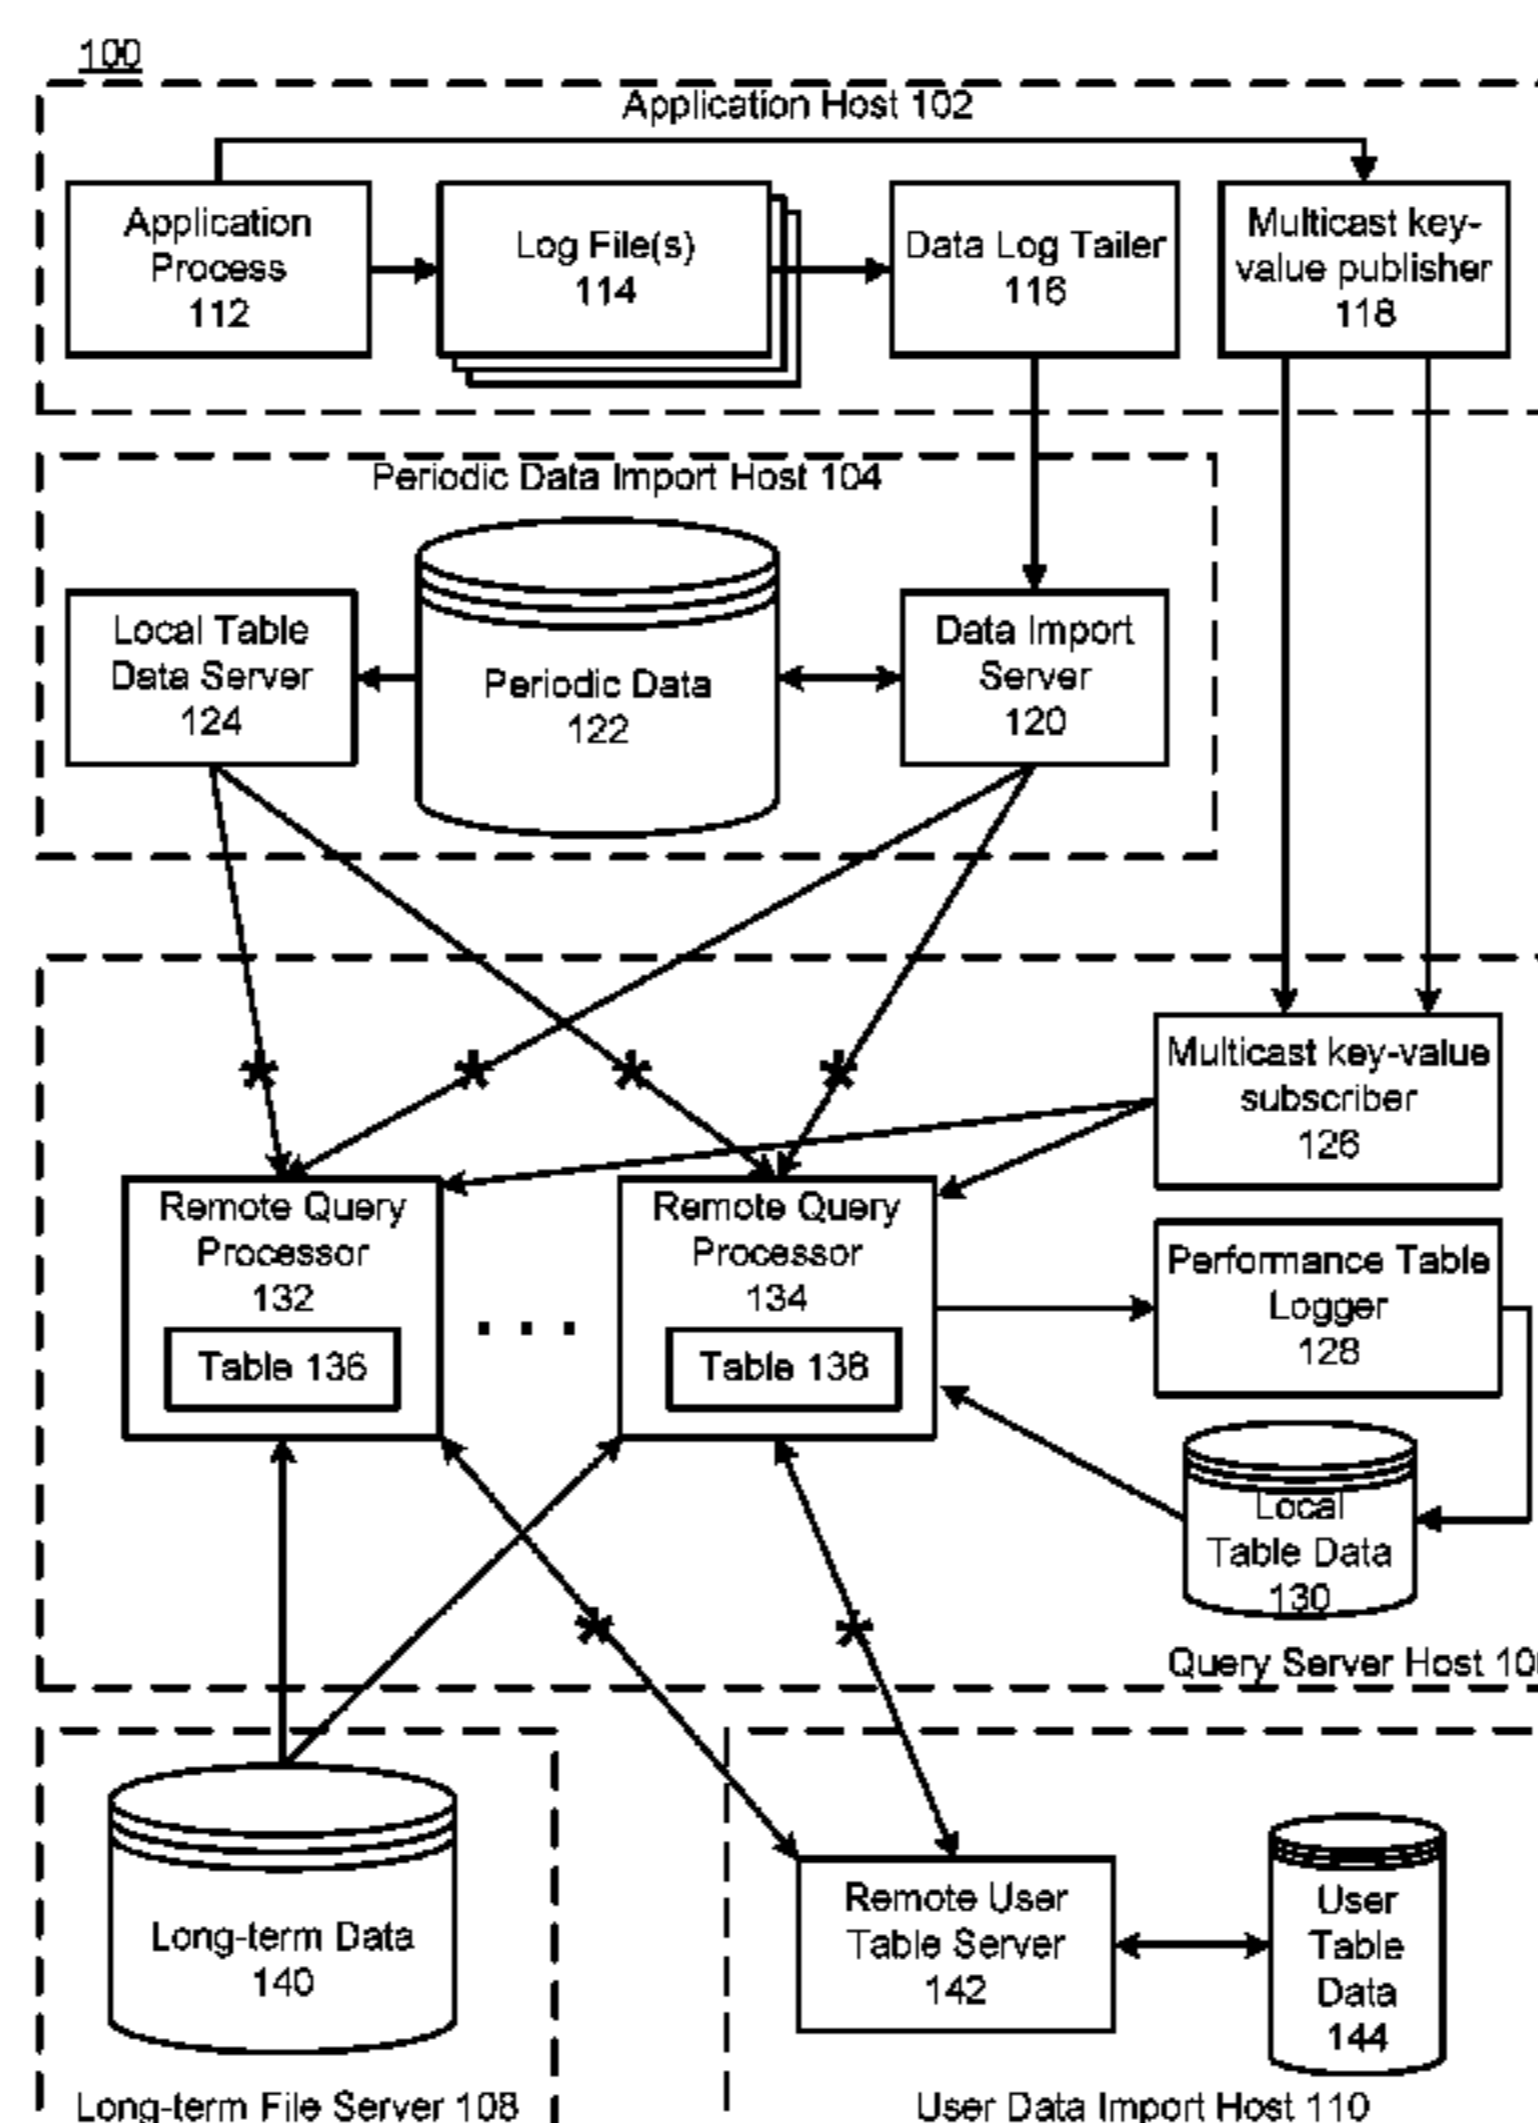 100
Application Host 102
Application
Process
112
Log File(s)
114
Data Log Tailer
116
Multicast key-
value publisher
118
Periodic Data Import Host 104
Local Table
Data Server
124
Periodic Data
122
Data Import
Server
120
Multicast key-value
subscriber
126
Remote Query
Processor
132
Table 136
. . .
Remote Query
Processor
134
Table 138
Performance Table
Logger
128
Local
Table Data
130
Query Server Host
Long-term Data
140
Long-term File Server 108
Remote User
Table Server
142
User
Table
Data
144
User Data Import Host 110